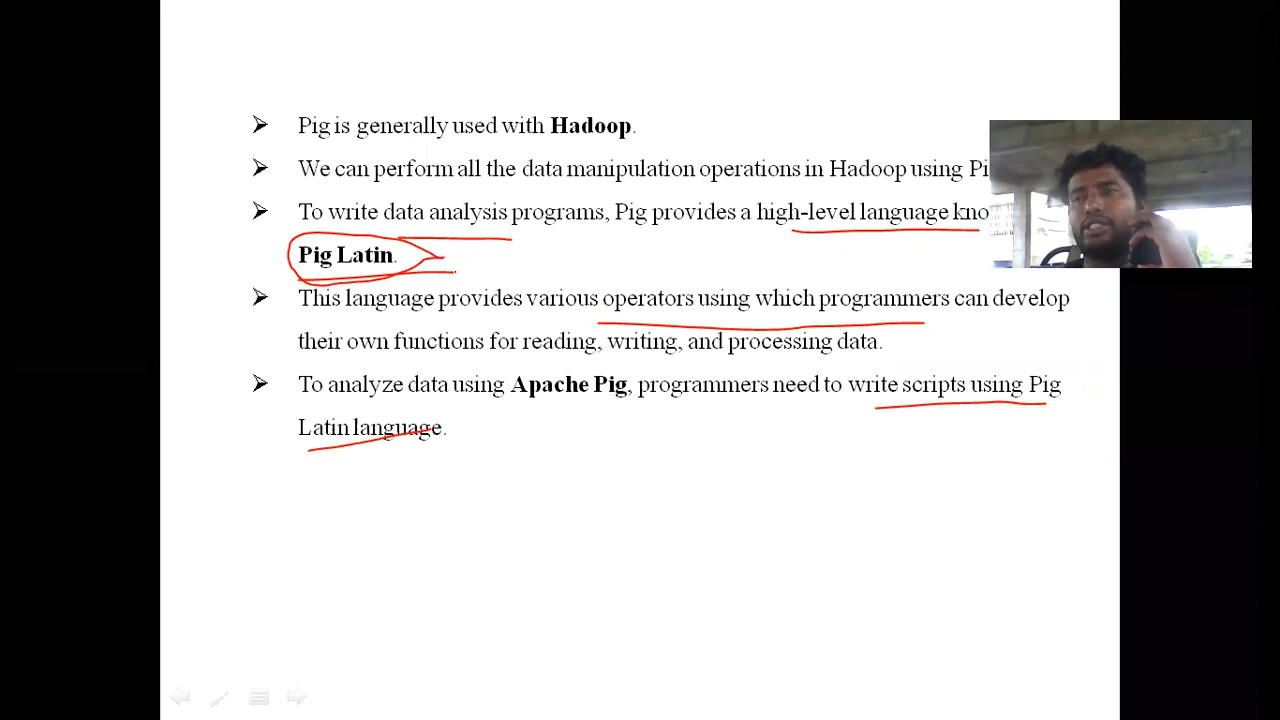 ➢ Pig is generally used with Hadoop.
➢ We can perform all the data manipulation operations in Hadoop using
➢ To write data analysis programs, Pig provides a high-level language
Pig Latin.
➢ This language provides various operators using which programmers can develop
their own functions for reading, writing, and processing data.
➢ To analyze data using Apache Pig, programmers need to write scripts using Pig
Latin language.